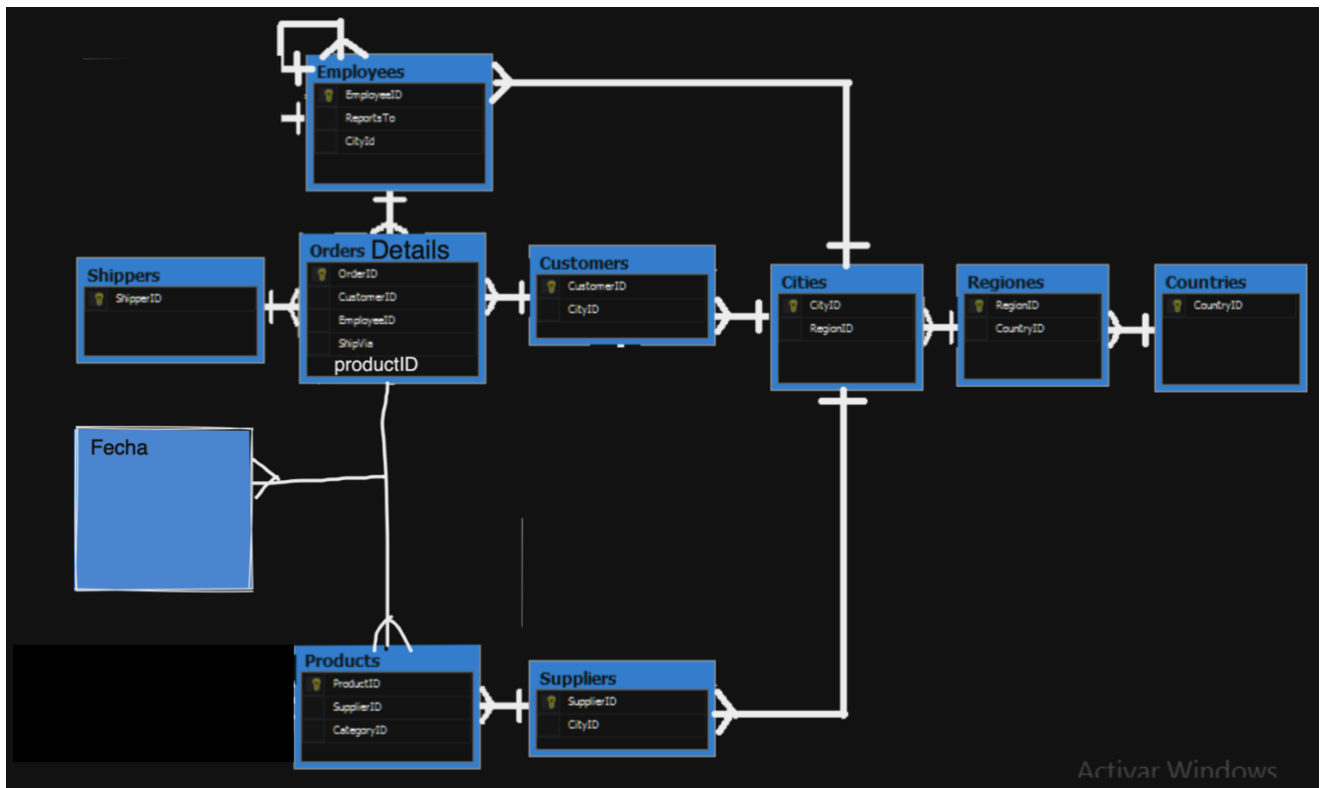 Employees
EmployeeID
ReportsTo
CityId
Orders Details
OrderID
CustomerID
EmployeeID
ShipVia
productID
Shippers
ShipperID
Customers
CustomerID
CityID
Cities
CityID
RegionID
Regiones
RegionID
CountryID
Countries
CountryID
Fecha
Products
ProductID
SupplierID
CategoryID
Suppliers
SupplierID
CityID
Activar Windows